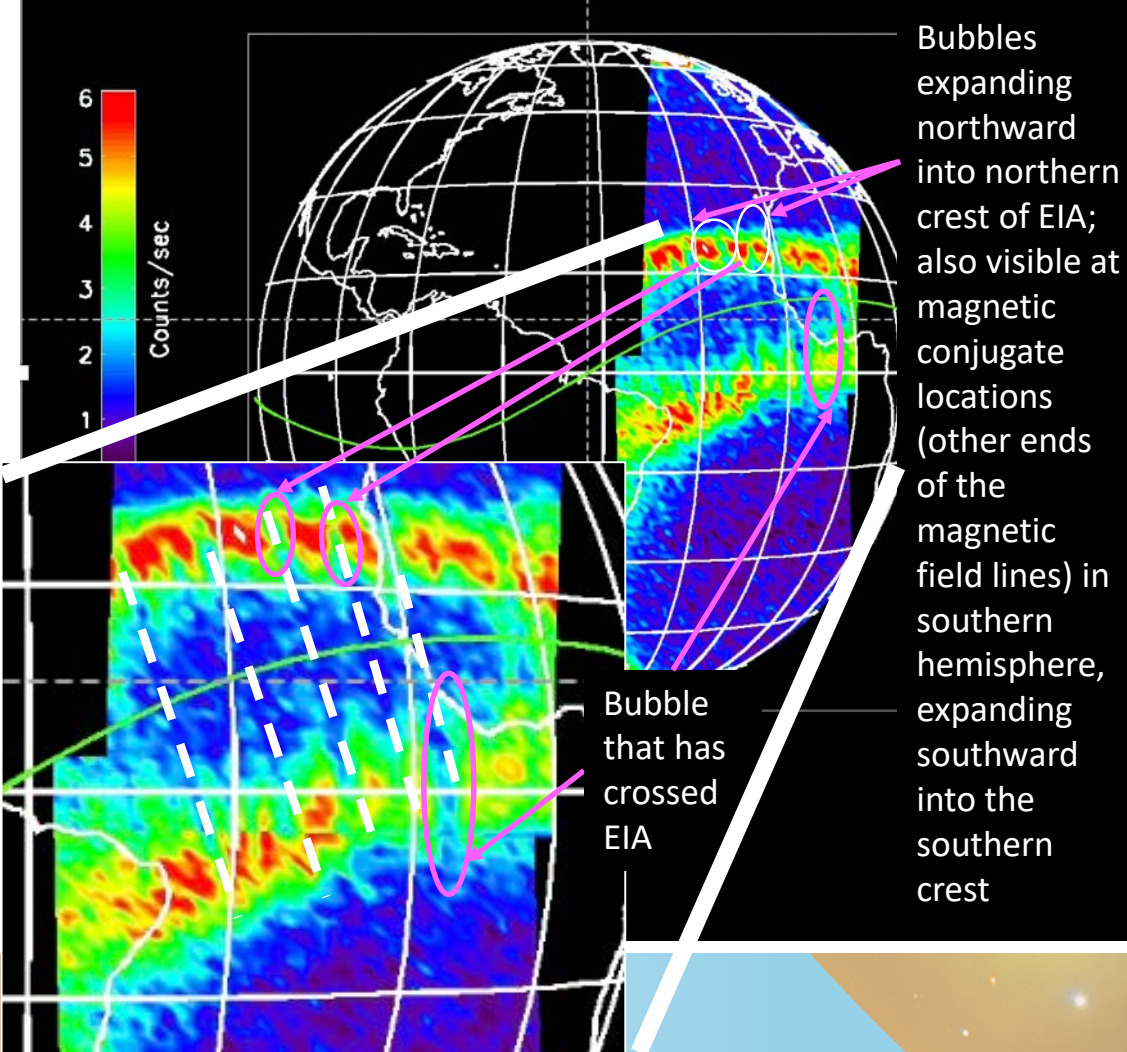 6
5
4
3
2
1
Counts/sec
Bubbles
expanding
northward
into northern
crest of EIA;
also visible at
magnetic
conjugate
locations
(other ends
of the
magnetic
field lines) in
southern
hemisphere,
expanding
southward
into the
southern
crest
Bubble
that has
crossed
EIA